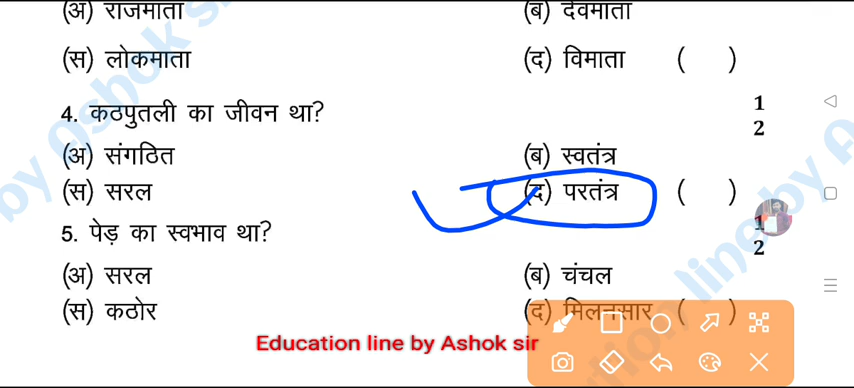 (अ) राजमाता (ब) देवमाता
(स) लोकमाता (द) विमाता ( )
4. कठपुतली का जीवन था? 1
2
(अ) संगठित (ब) स्वतंत्र
(स) सरल (द) परतंत्र ( )
5. पेड़ का स्वभाव था? 1
2
(अ) सरल (ब) चंचल
(स) कठोर (द) मिलनसार ( )
Education line by Ashok sir